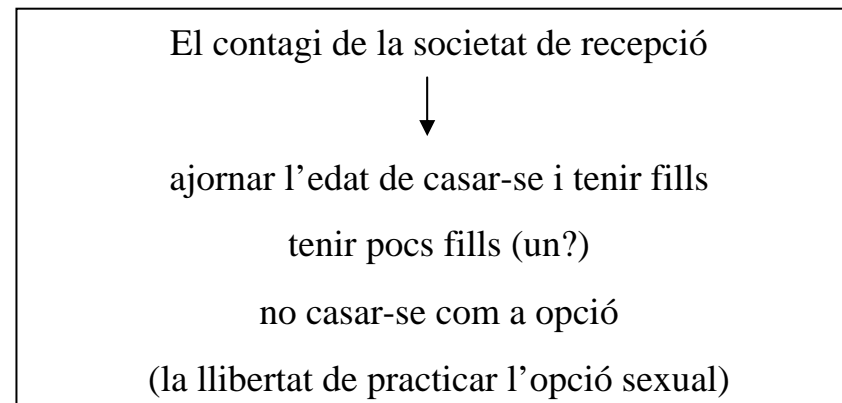 El contagi de la societat de recepció
ajornar l’edat de casar-se i tenir fills
tenir pocs fills (un?)
no casar-se com a opció
(la llibertat de practicar l’opció sexual)